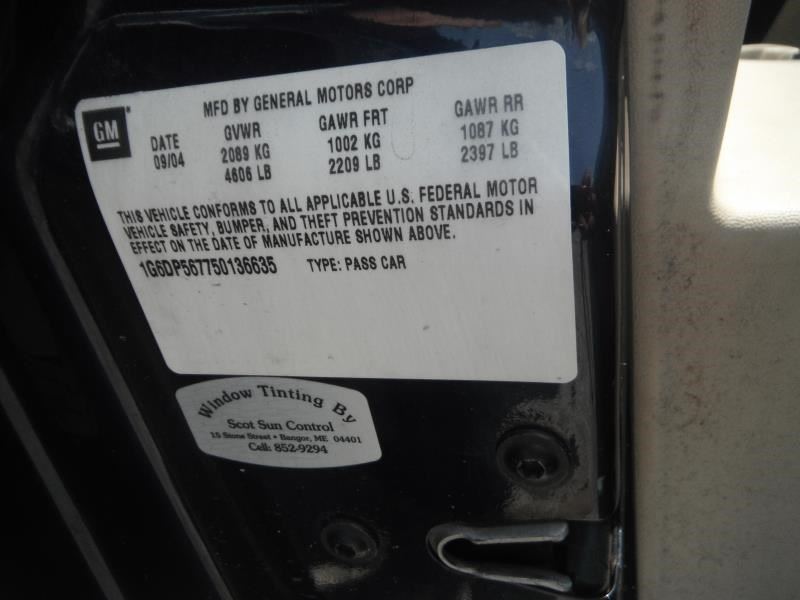 MFD BY GENERAL MOTORS CORP
GM
DATE GVWR GAWR FRT GAWR RR
09/04 2089 KG 1002 KG 1087 KG
4606 LB 2209 LB 2397 LB
THIS VEHICLE CONFORMS TO ALL APPLICABLE U.S. FEDERAL MOTOR
VEHICLE SAFETY, BUMPER, AND THEFT PREVENTION STANDARDS IN
EFFECT ON THE DATE OF MANUFACTURE SHOWN ABOVE.
1G6DP567750136635 TYPE: PASS CAR
Window Tinting By
Scot Sun Control
15 Stone Street • Bangor, ME 04401
Cell: 852-9294